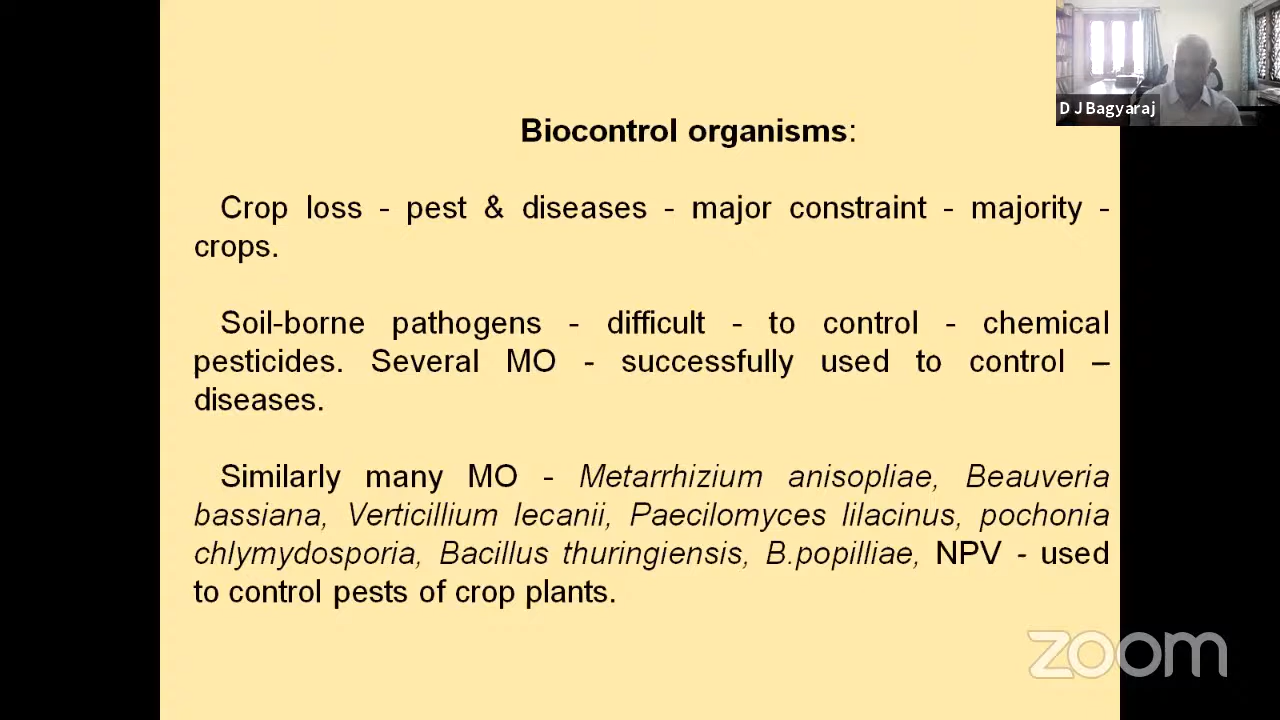 D J Bagyaraj
Biocontrol organisms:
Crop loss - pest & diseases - major constraint - majority -
crops.
Soil-borne pathogens - difficult - to control - chemical
pesticides. Several MO - successfully used to control –
diseases.
Similarly many MO - Metarrhizium anisopliae, Beauveria
bassiana, Verticillium lecanii, Paecilomyces lilacinus, pochonia
chlymydosporia, Bacillus thuringiensis, B.popilliae, NPV - used
to control pests of crop plants.
zoom